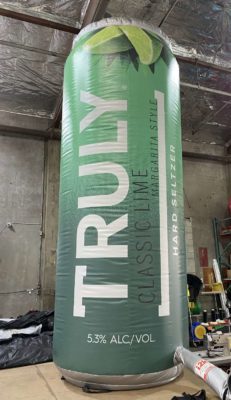 TRULY
CLASSIC LIME
MARGARITA STYLE
HARD SELTZER
5.3% ALC/VOL